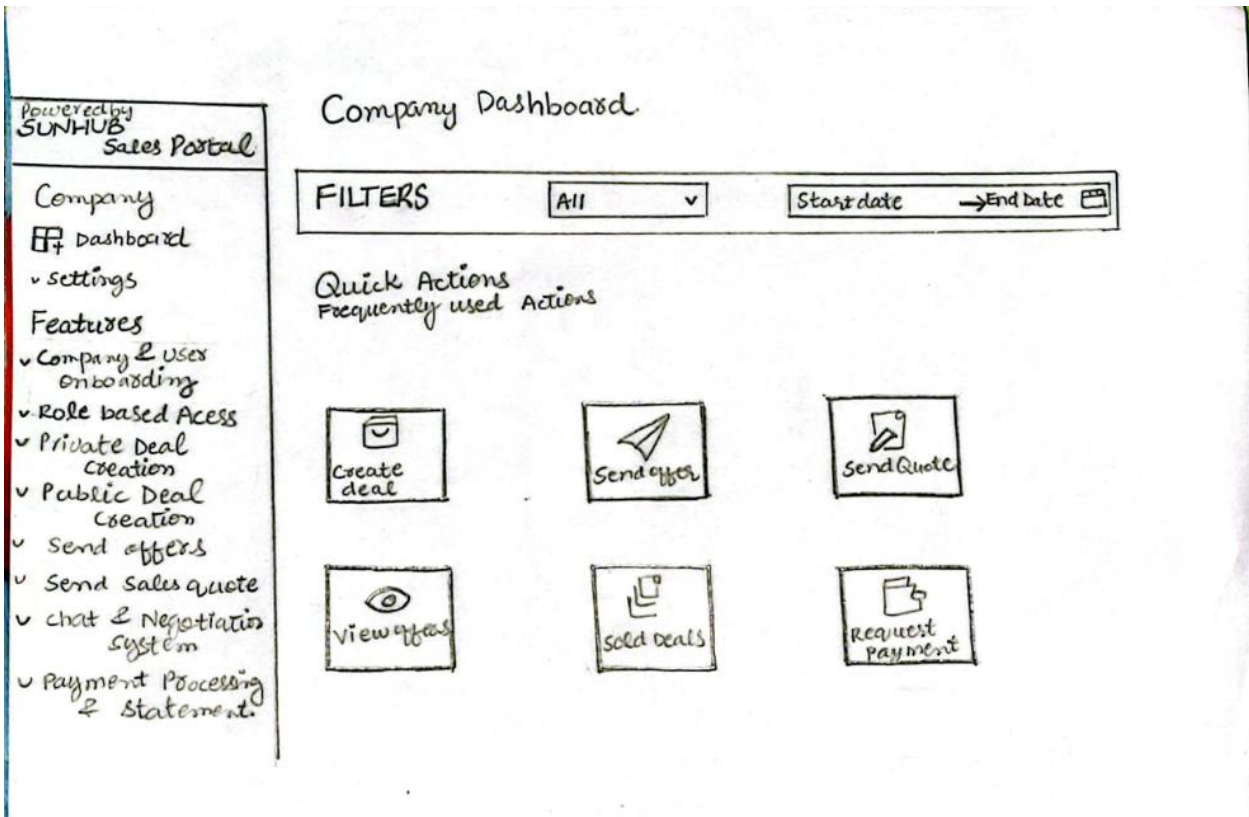 Powered by
SUNHUB
Sales Portal
Company
Dashboard
settings
Features
Company & User
Onboarding
Role based Acess
Private Deal
Creation
Public Deal
Creation
Send offers
Send Sales quote
Chat & Negotiation
System
Payment Processing
& Statement.
Company Dashboard.
FILTERS
All
Start date → End Date
Quick Actions
Frequently used Actions
Create
deal
Send offer
Send Quote
View offers
Sold Deals
Request
Payment